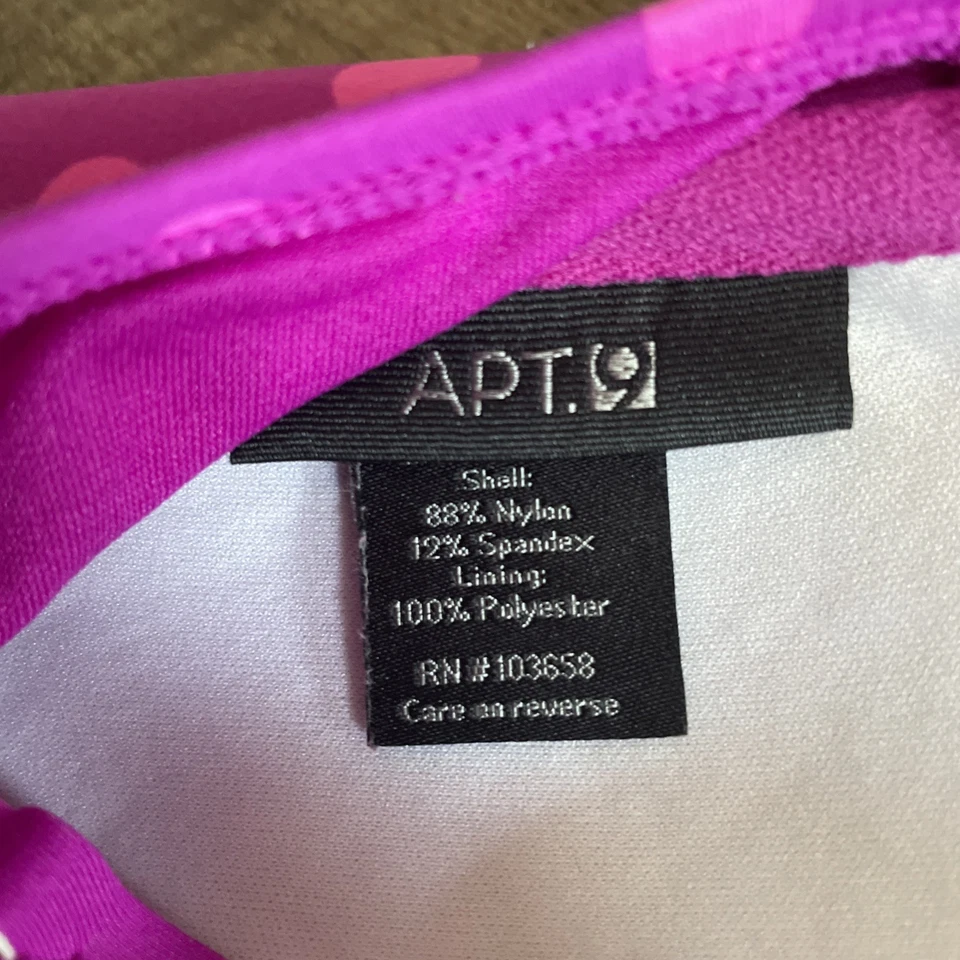 APT.9
Shell:
88% Nylon
12% Spandex
Lining:
100% Polyester
RN #103658
Care on reverse